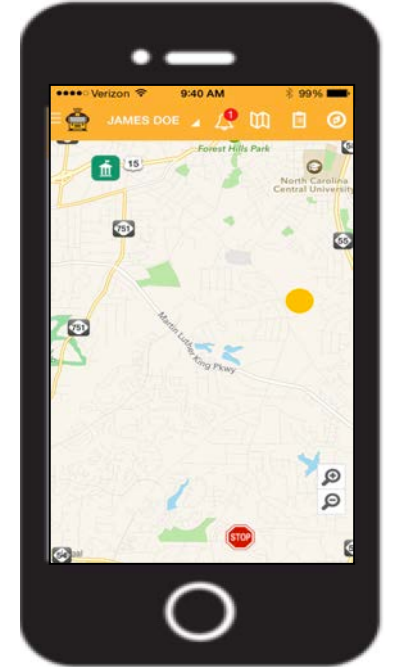 Verizon 9:40 AM 99%
JAMES DOE 1
Forest Hills Park
15
North Carolina
Central University
751
55
751
Martin Luther King Pkwy
STOP
54